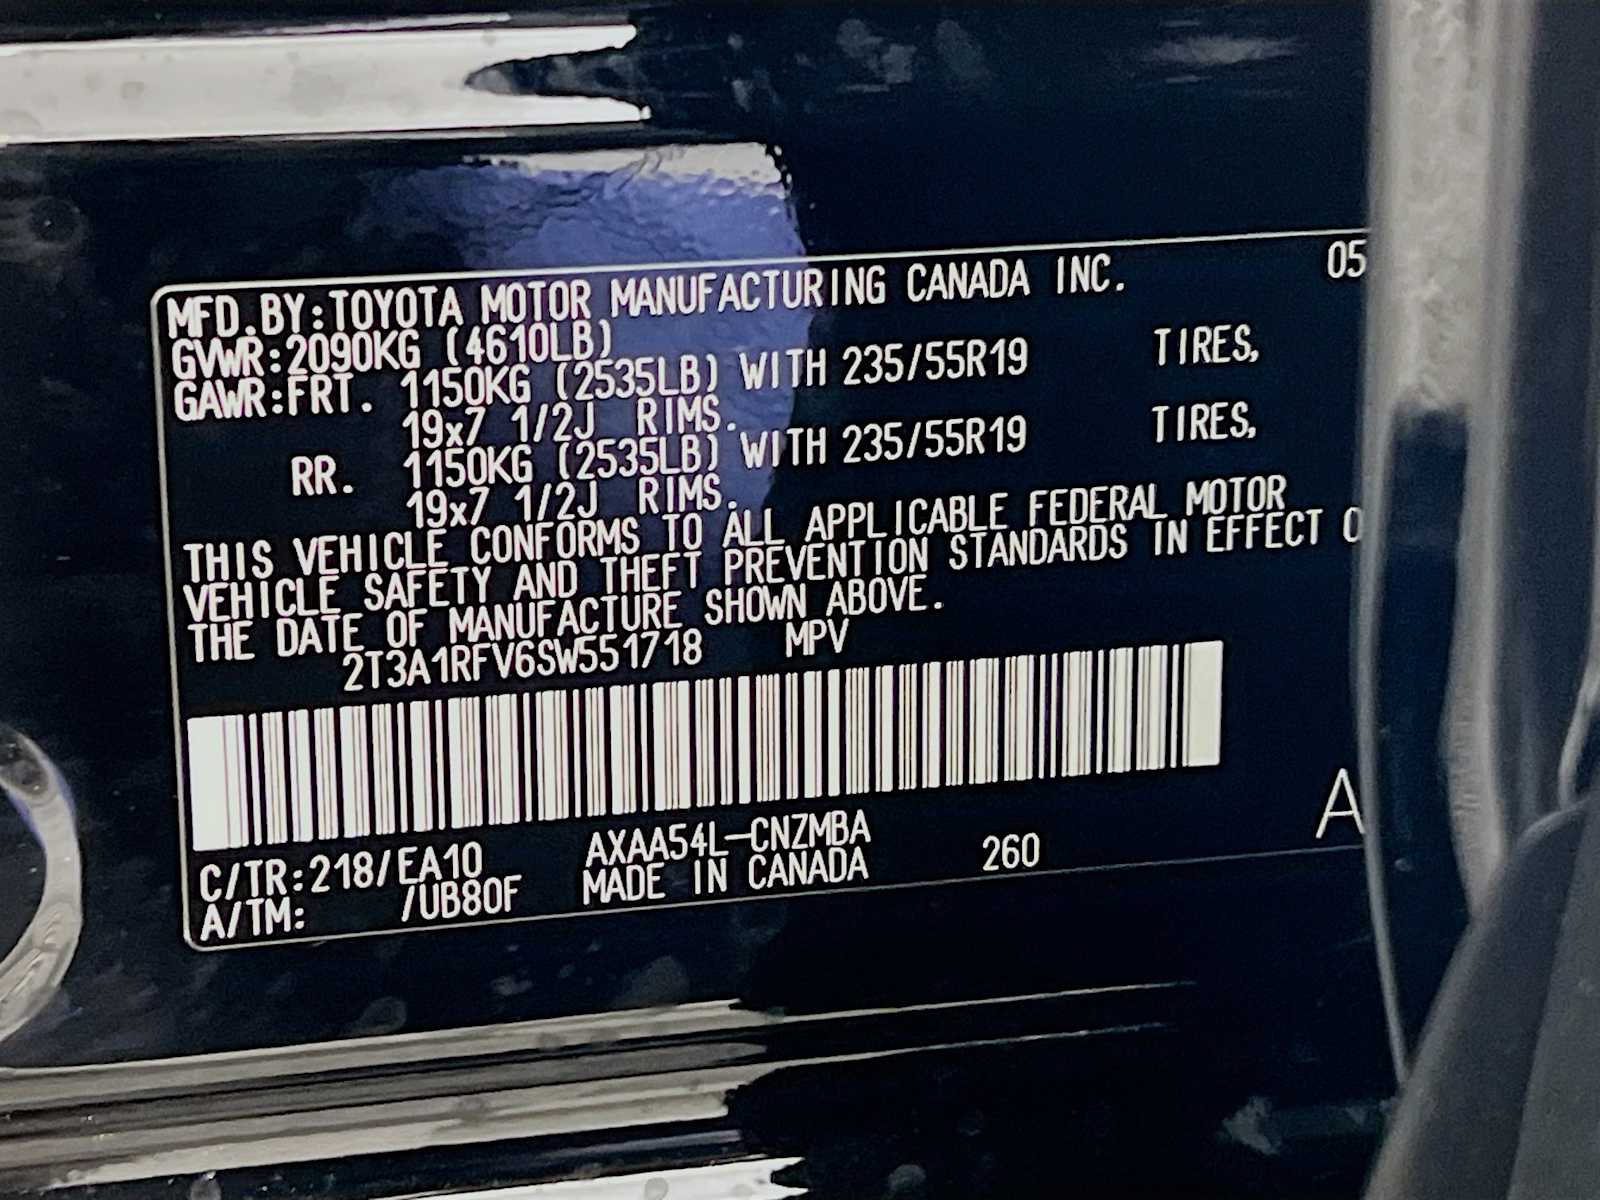 MFD.BY:TOYOTA MOTOR MANUFACTURING CANADA INC. 05
GVWR:2090KG (4610LB)
GAWR:FRT. 1150KG (2535LB) WITH 235/55R19 TIRES,
19x7 1/2J RIMS.
RR. 1150KG (2535LB) WITH 235/55R19 TIRES,
19x7 1/2J RIMS.
THIS VEHICLE CONFORMS TO ALL APPLICABLE FEDERAL MOTOR
VEHICLE SAFETY AND THEFT PREVENTION STANDARDS IN EFFECT O
THE DATE OF MANUFACTURE SHOWN ABOVE.
2T3A1RFV6SW551718 MPV
C/TR:218/EA10 AXAA54L-CNZMBA A
A/TM: /UB80F MADE IN CANADA 260